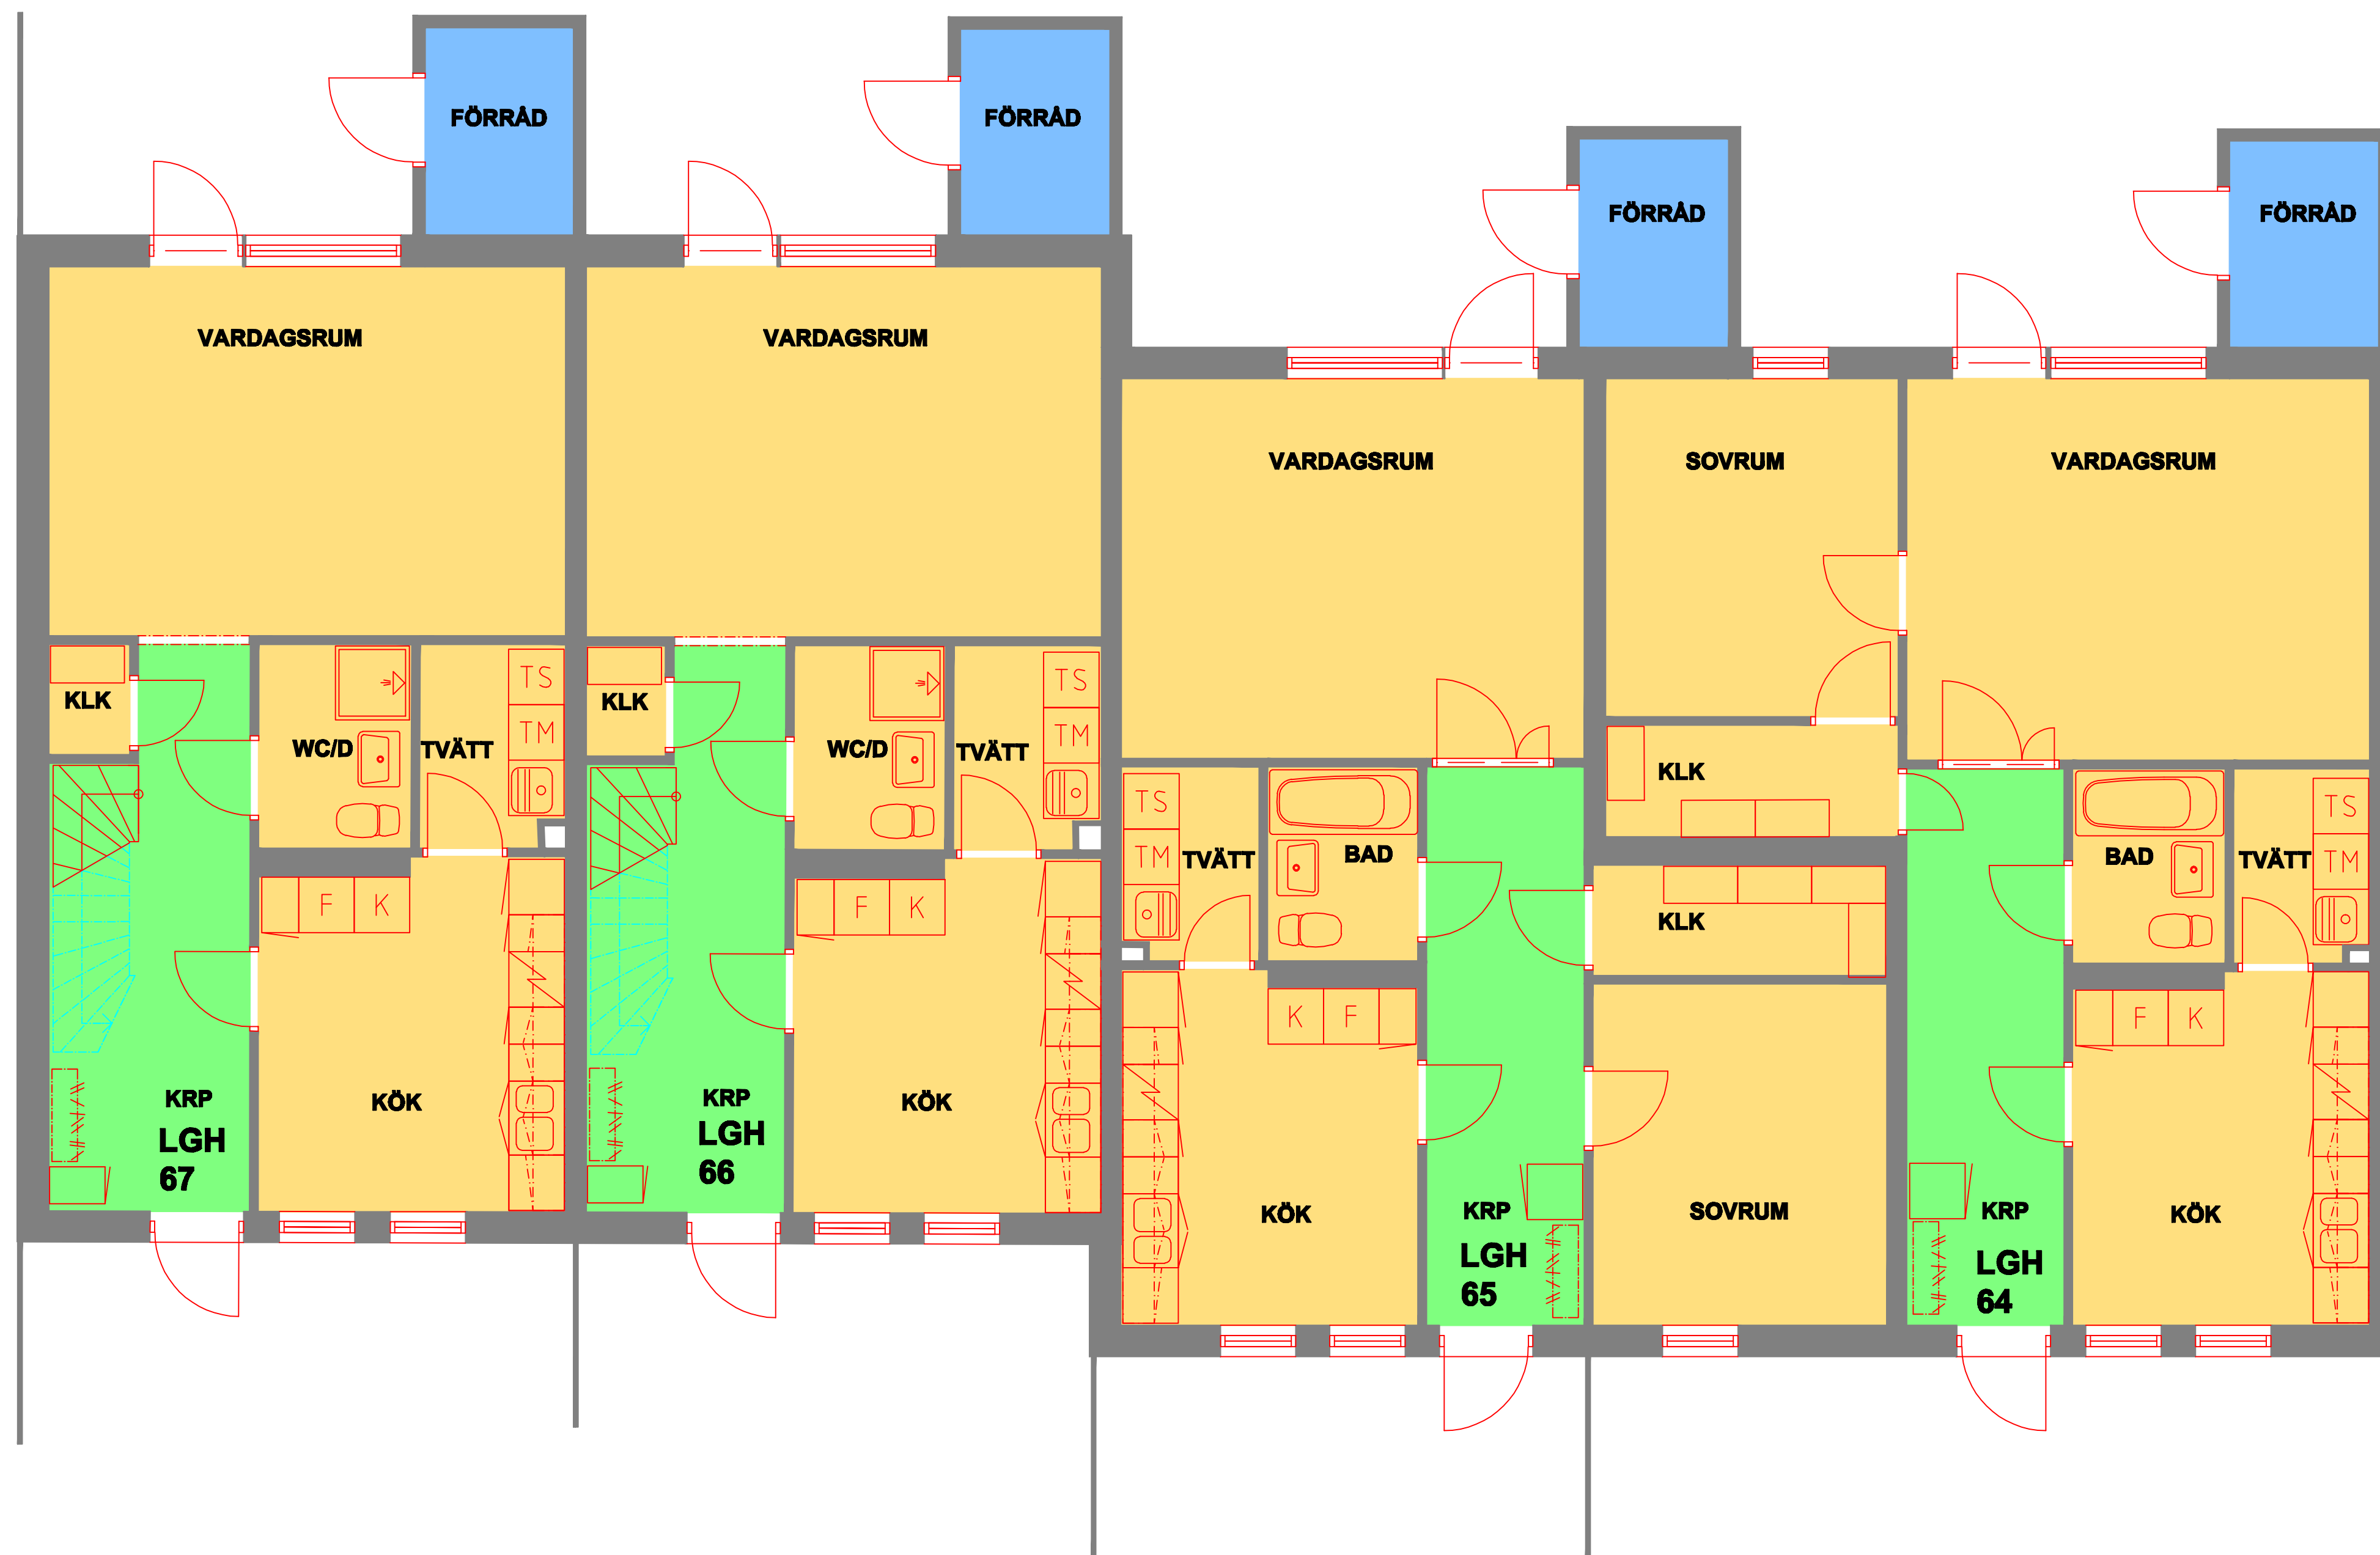 FÖRRÅD
FÖRRÅD
FÖRRÅD
FÖRRÅD
VARDAGSRUM
VARDAGSRUM
VARDAGSRUM
SOVRUM
VARDAGSRUM
KLK
WC/D
TVÄTT
TS
TM
KLK
WC/D
TVÄTT
TS
TM
TS
TM
TVÄTT
BAD
KLK
KLK
BAD
TVÄTT
TS
TM
F K
F K
K F
F K
KRP
LGH
67
KÖK
KRP
LGH
66
KÖK
KÖK
KRP
LGH
65
SOVRUM
KRP
LGH
64
KÖK